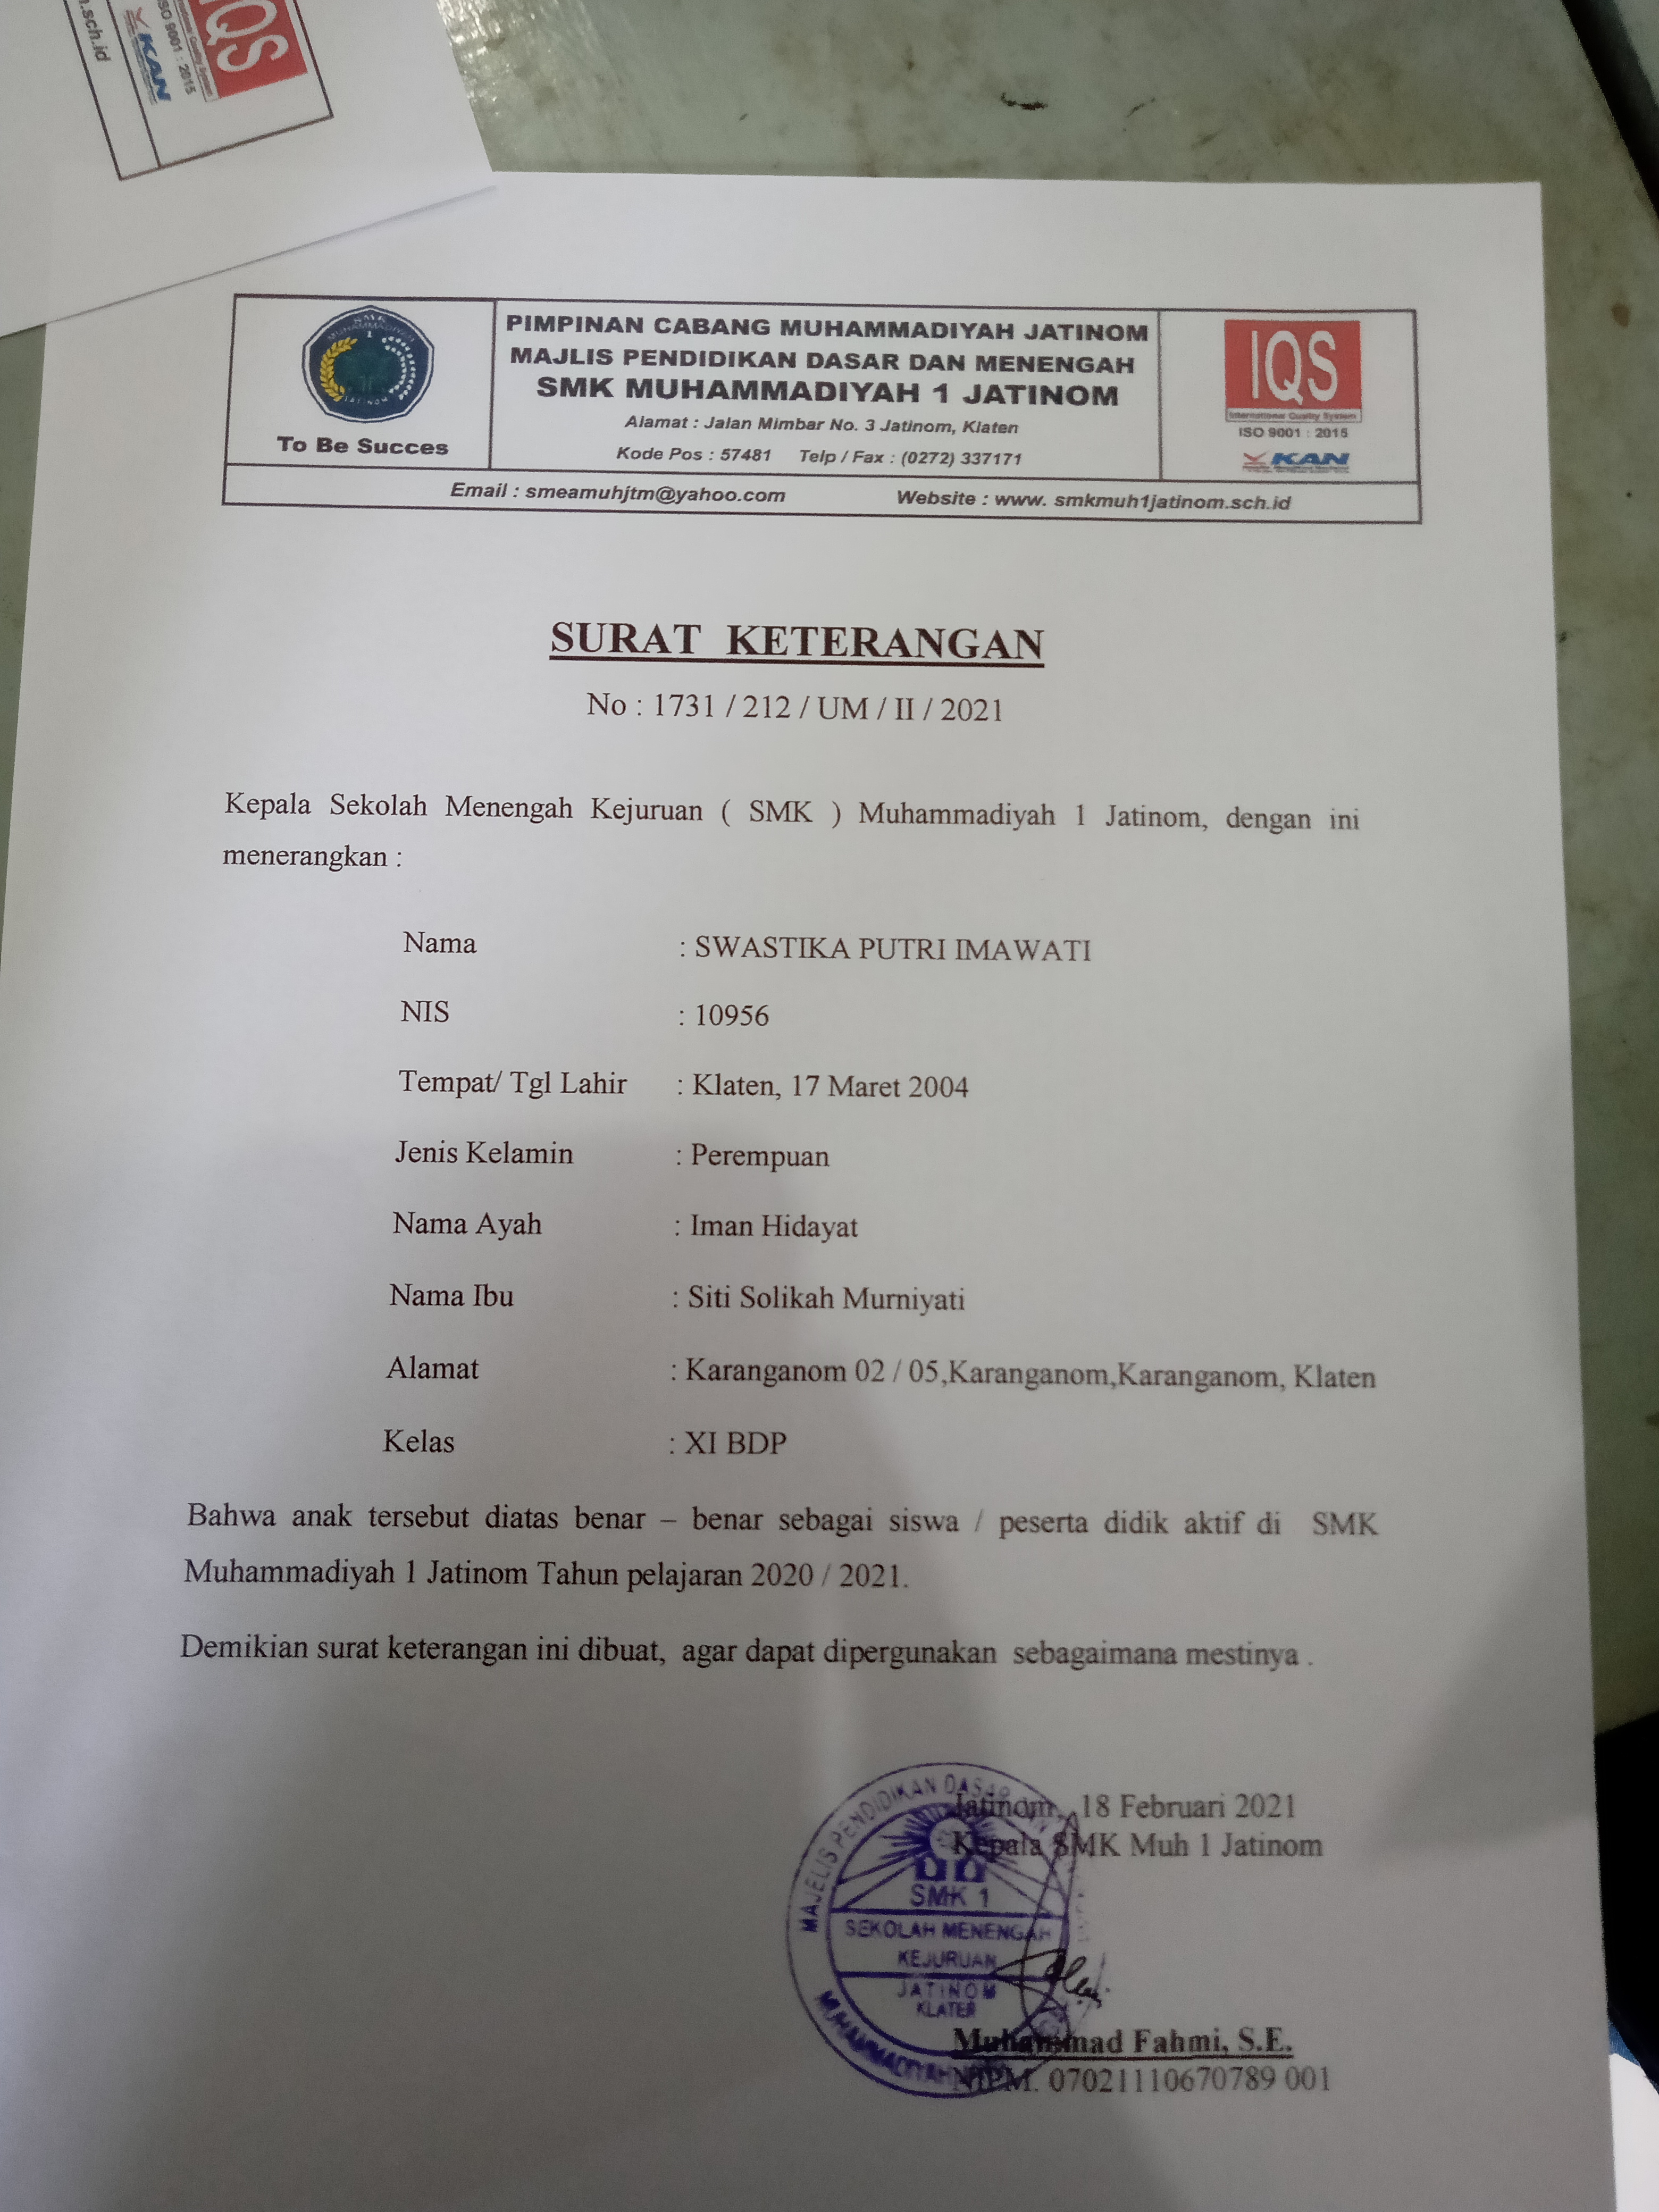 n.sch.id
IQS
International Quality System
ISO 9001 : 2015
KAN
SMK
MUHAMMADIYAH
1
JATINOM
To Be Succes
PIMPINAN CABANG MUHAMMADIYAH JATINOM
MAJLIS PENDIDIKAN DASAR DAN MENENGAH
SMK MUHAMMADIYAH 1 JATINOM
Alamat : Jalan Mimbar No. 3 Jatinom, Klaten
Kode Pos : 57481 Telp / Fax : (0272) 337171
IQS
International Quality System
ISO 9001 : 2015
KAN
Email : smeamuhjtm@yahoo.com Website : www. smkmuh1jatinom.sch.id
SURAT KETERANGAN
No : 1731 / 212 / UM / II / 2021
Kepala Sekolah Menengah Kejuruan ( SMK ) Muhammadiyah 1 Jatinom, dengan ini
menerangkan :
Nama : SWASTIKA PUTRI IMAWATI
NIS : 10956
Tempat/ Tgl Lahir : Klaten, 17 Maret 2004
Jenis Kelamin : Perempuan
Nama Ayah : Iman Hidayat
Nama Ibu : Siti Solikah Murniyati
Alamat : Karanganom 02 / 05,Karanganom,Karanganom, Klaten
Kelas : XI BDP
Bahwa anak tersebut diatas benar – benar sebagai siswa / peserta didik aktif di SMK
Muhammadiyah 1 Jatinom Tahun pelajaran 2020 / 2021.
Demikian surat keterangan ini dibuat, agar dapat dipergunakan sebagaimana mestinya .
Jatinom, 18 Februari 2021
Kepala SMK Muh 1 Jatinom
MAJELIS PENDIDIKAN DASAR
SMK 1
SEKOLAH MENENGAH
KEJURUAN
JATINOM
KLATEN
MUHAMMADIYAH
Muhammad Fahmi, S.E.
NIPM. 07021110670789 001